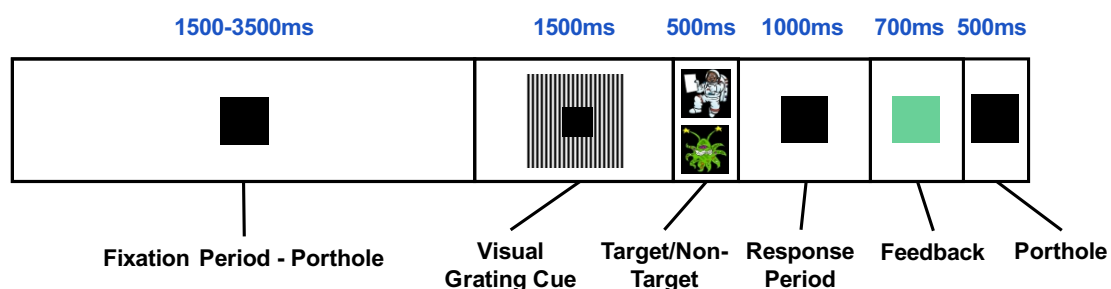 1500-3500ms 1500ms 500ms 1000ms 700ms 500ms
Fixation Period - Porthole
Visual
Grating Cue
Target/Non-
Target
Response
Period
Feedback
Porthole